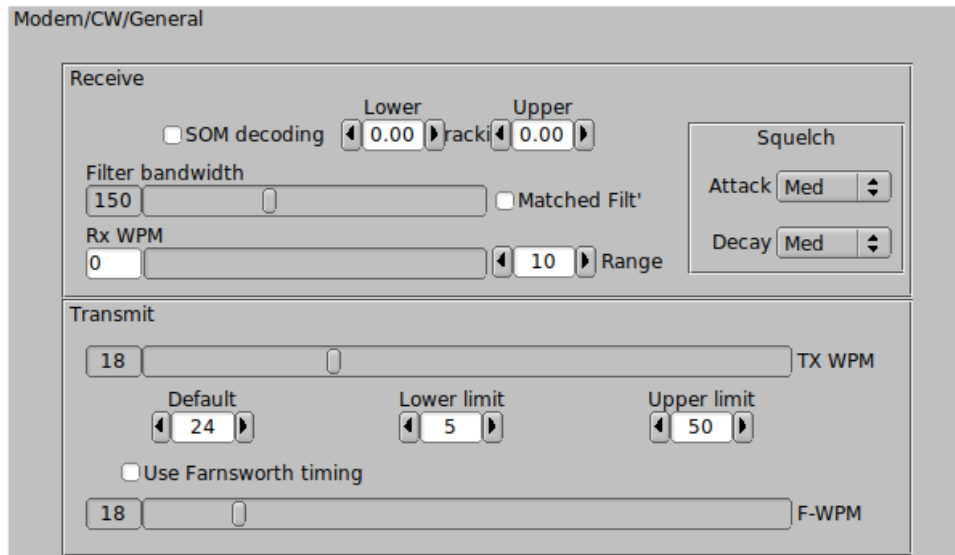 Modem/CW/General
Receive
Lower Upper
SOM decoding 0.00 racki 0.00
Squelch
Filter bandwidth
Attack Med
150 Matched Filt'
Rx WPM
Decay Med
0 10 Range
Transmit
18 TX WPM
Default Lower limit Upper limit
24 5 50
Use Farnsworth timing
18 F-WPM